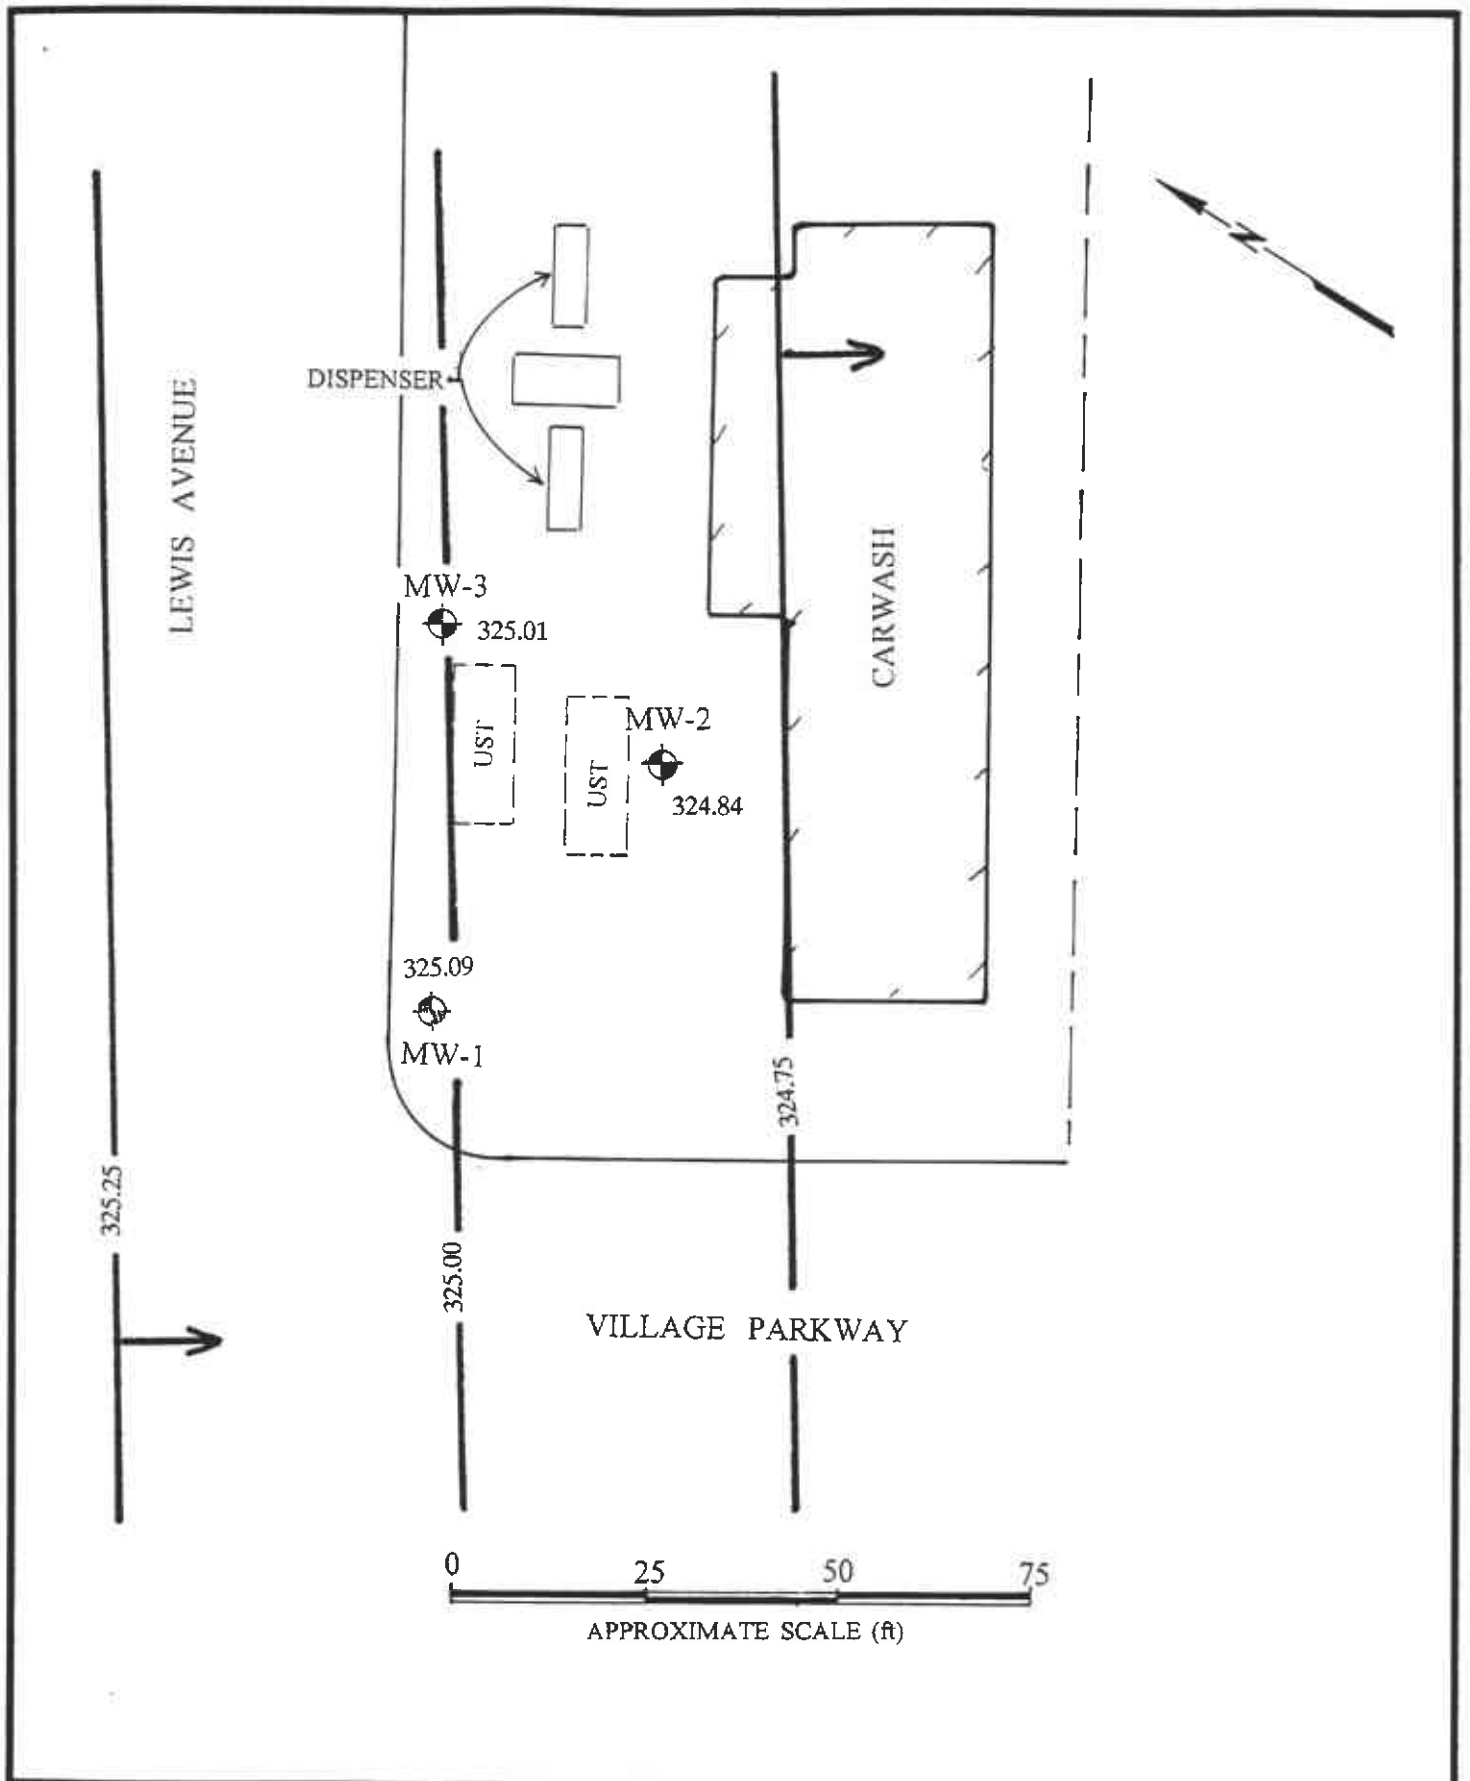 N
DISPENSER
LEWIS AVENUE
MW-3
325.01
CARWASH
UST
MW-2
UST
324.84
325.09
MW-1
324.75
325.25
325.00
VILLAGE PARKWAY
0 25 50 75
APPROXIMATE SCALE (ft)